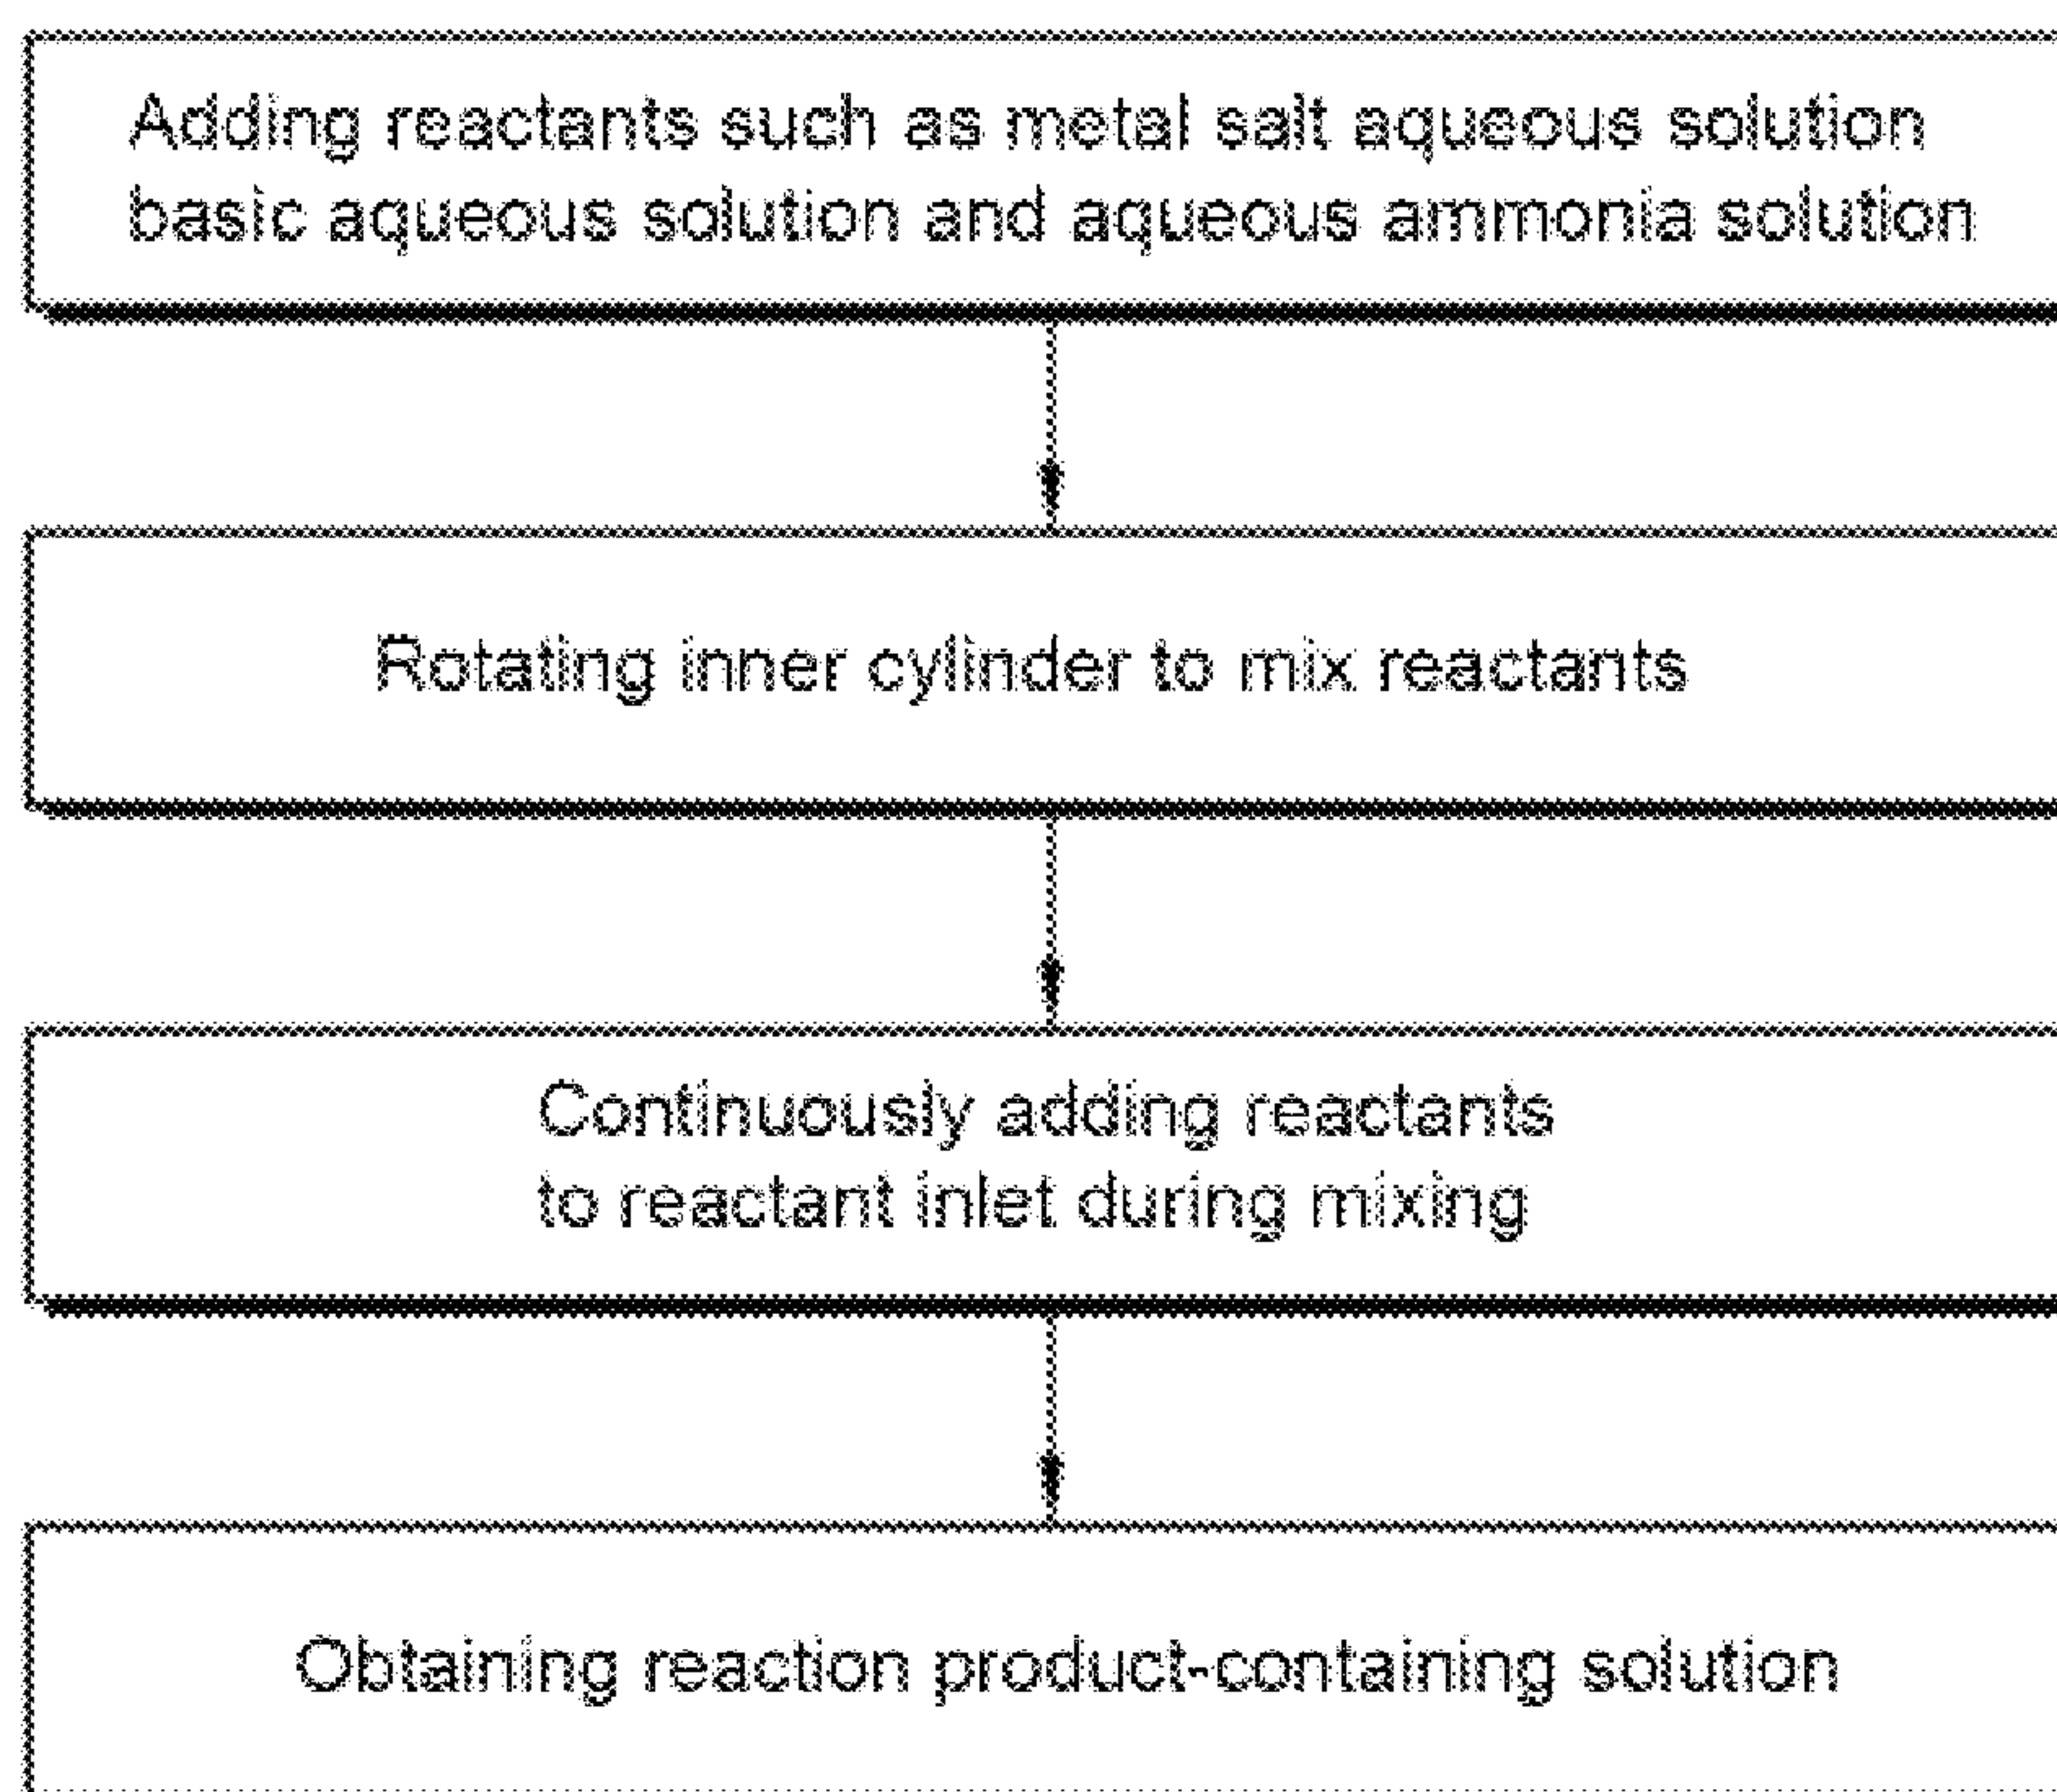 Adding reactants such as metal salt aqueous solution
basic aqueous solution and aqueous ammonia solution
Rotating inner cylinder to mix reactants
Continuously adding reactants
to reactant inlet during mixing
Obtaining reaction product-containing solution